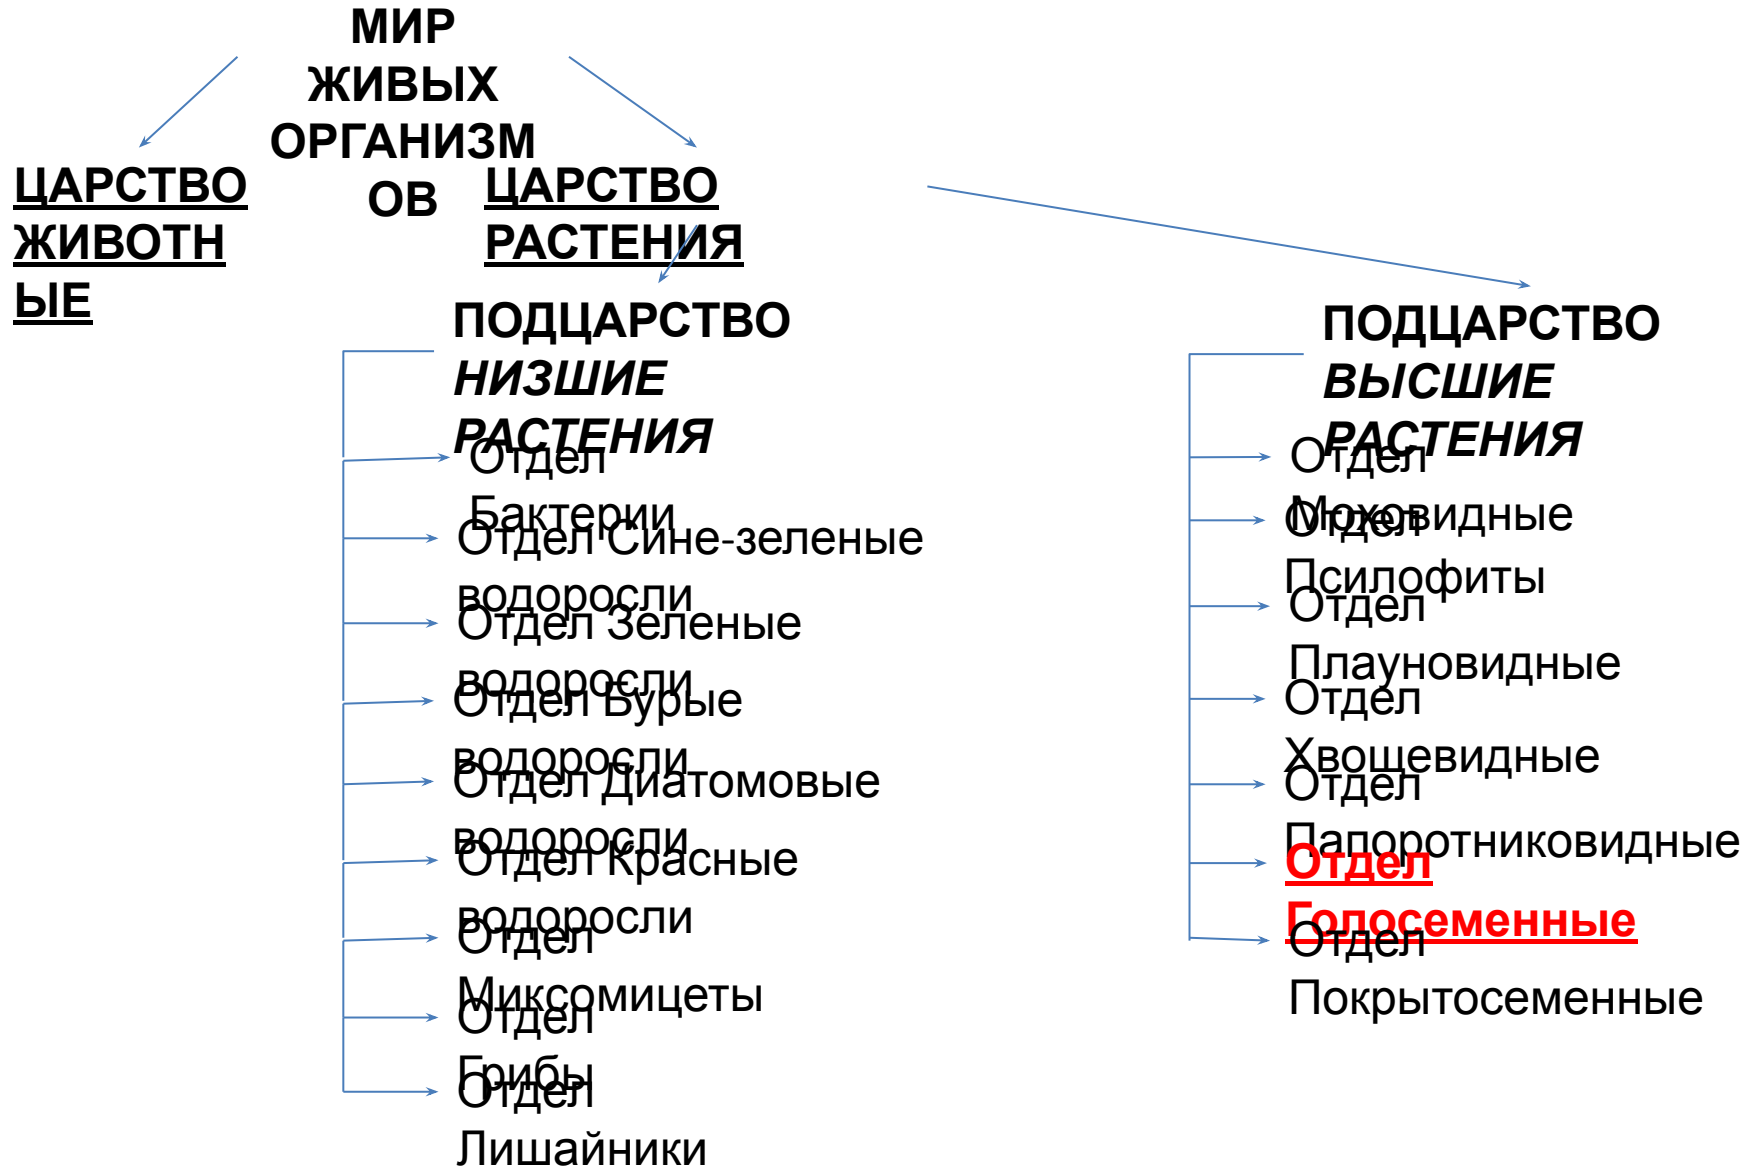 МИР
ЖИВЫХ
ОРГАНИЗМ
ОВ
ЦАРСТВО
ЖИВОТН
ЫЕ
ЦАРСТВО
РАСТЕНИЯ
ПОДЦАРСТВО
НИЗШИЕ
РАСТЕНИЯ
Отдел
Бактерии
Отдел Сине-зеленые
водоросли
Отдел Зеленые
водоросли
Отдел Бурые
водоросли
Отдел Диатомовые
водоросли
Отдел Красные
водоросли
Отдел
Миксомицеты
Отдел
Грибы
Отдел
Лишайники
ПОДЦАРСТВО
ВЫСШИЕ
РАСТЕНИЯ
Отдел
Моховидные
Отдел
Псилофиты
Отдел
Плауновидные
Отдел
Хвощевидные
Отдел
Папоротниковидные
Отдел
Голосеменные
Отдел
Покрытосеменные